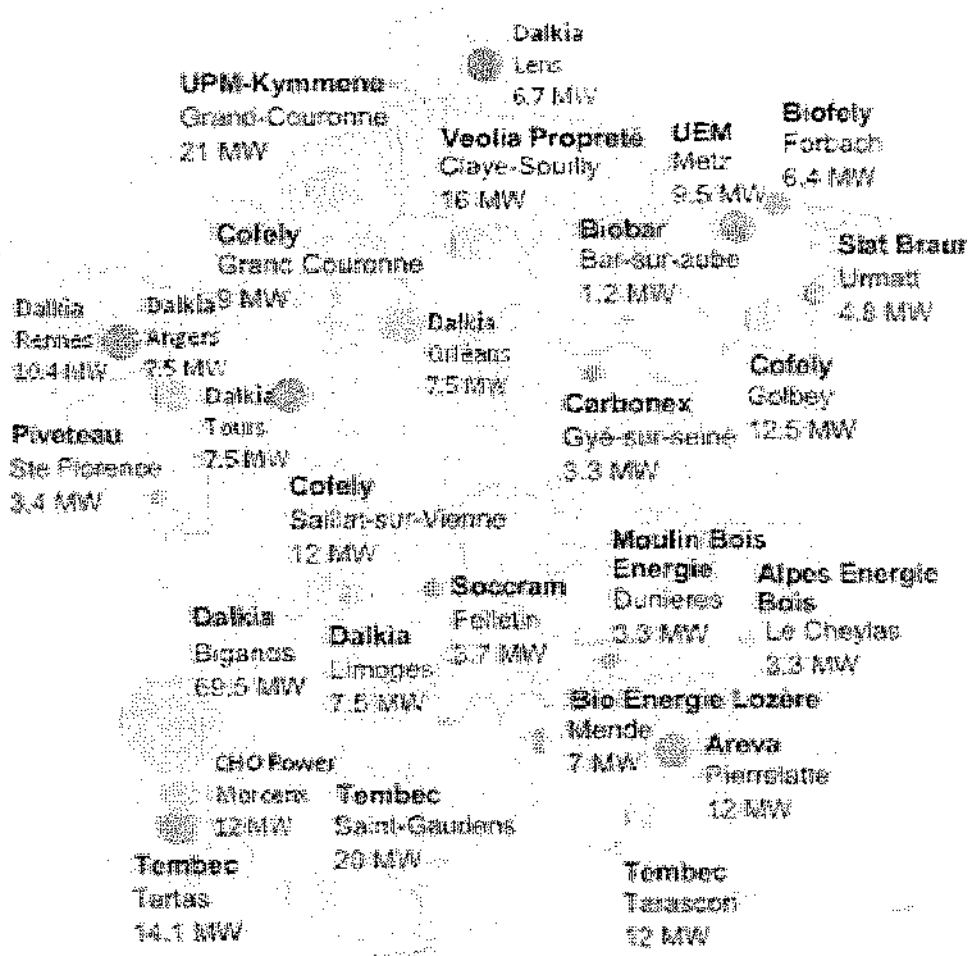 Dalkia
Lens
6.7 MW
UPM-Kymmene
Grand-Couronne
21 MW
Veolia Propreté
Claye-Souilly
16 MW
UEM
Metz
9.5 MW
Biofely
Forbach
6.4 MW
Cofely
Grand Couronne
9 MW
Biobar
Bar-sur-aube
1.2 MW
Siat Braun
Urmatt
4.8 MW
Dalkia
Rennes
10.4 MW
Dalkia
Angers
7.5 MW
Dalkia
Orléans
7.5 MW
Dalkia
Tours
7.5 MW
Carbonex
Gyé-sur-seine
3.3 MW
Cofely
Golbey
12.5 MW
Piveteau
Ste Florence
3.4 MW
Cofely
Saillat-sur-Vienne
12 MW
Moulin Bois
Energie
Dunieres
3.3 MW
Alpes Energie
Bois
Le Cheylas
3.3 MW
Soccram
Felletin
MW
Dalkia
Biganos
69.5 MW
Dalkia
Limoges
7.5 MW
Bio Energie Lozère
Mende
7 MW
Areva
Pierrelatte
12 MW
CHO Power
Morcenx
12 MW
Tembec
Saint-Gaudens
20 MW
Tembec
Tartas
14.1 MW
Tembec
Tarascon
12 MW